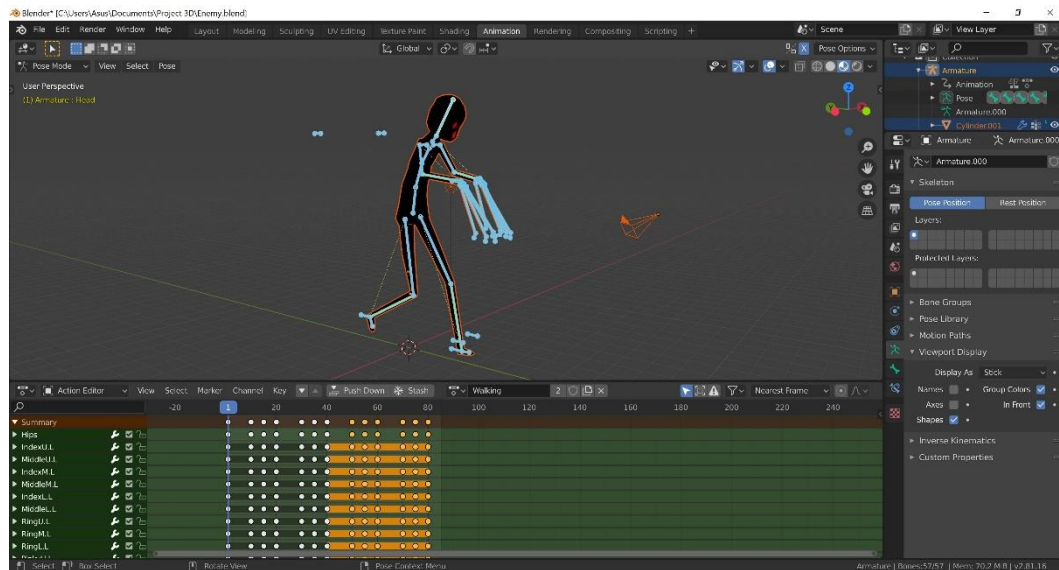 Blender* [C:\Users\Asus\Documents\Project 3D\Enemy.blend]
File Edit Render Window Help Layout Modeling Sculpting UV Editing Texture Paint Shading Animation Rendering Compositing Scripting + Scene View Layer
Global Pose Options
Pose Mode View Select Pose
User Perspective
(1) Armature : Head
Z
Collection
Armature
Animation
Pose
Armature.000
Cylinder.001
Armature Armature.000
Armature.000
Skeleton
Pose Position Rest Position
Layers:
Protected Layers:
Bone Groups
Pose Library
Motion Paths
Viewport Display
Display As Stick
Names Group Colors
Axes In Front
Shapes
Inverse Kinematics
Custom Properties
Action Editor View Select Marker Channel Key Push Down Stash Walking 2 Nearest Frame
-20 1 20 40 60 80 100 120 140 160 180 200 220 240
Summary
Hips
IndexU.L
MiddleU.L
IndexM.L
MiddleM.L
IndexL.L
MiddleL.L
RingU.L
RingM.L
RingL.L
Select Box Select Rotate View Pose Context Menu Armature | Bones:57/57 | Mem: 70.2 MiB | v2.81.16